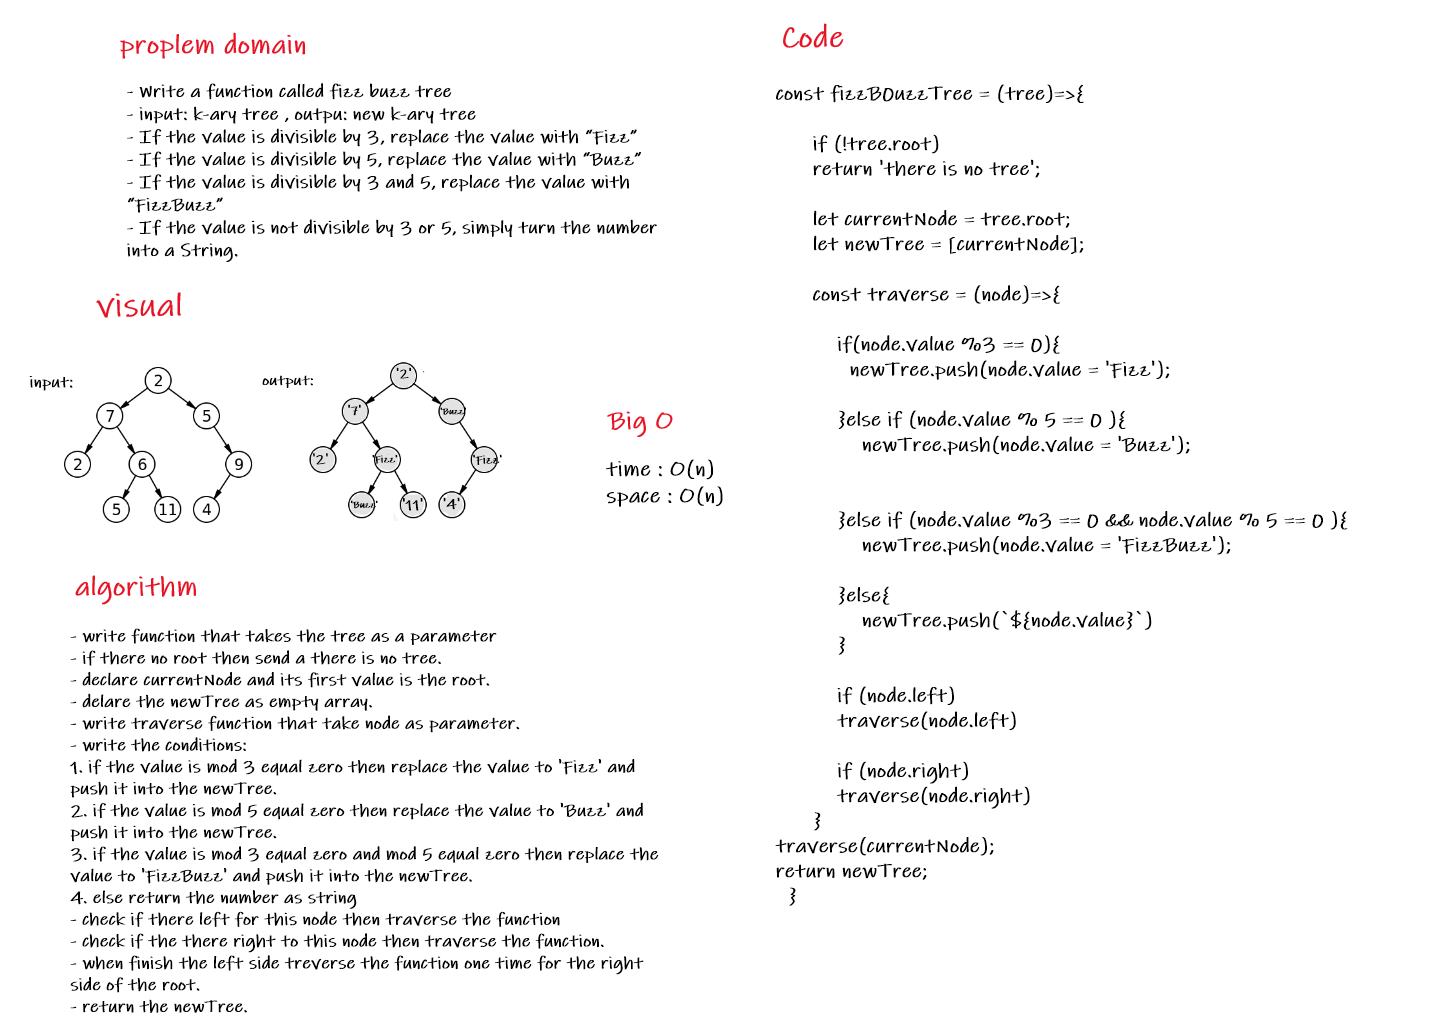 proplem domain
- Write a function called fizz buzz tree
- input: k-ary tree , outpu: new k-ary tree
- If the value is divisible by 3, replace the value with "Fizz"
- If the value is divisible by 5, replace the value with "Buzz"
- If the value is divisible by 3 and 5, replace the value with
"FizzBuzz"
- If the value is not divisible by 3 or 5, simply turn the number
into a String.
visual
input:
2
7
5
2
6
9
5
11
4
output:
'2'
'7'
'Buzz'
'2'
'Fizz'
'Fizz'
'Buzz'
'11'
'4'
Big O
time : O(n)
space : O(n)
algorithm
- write function that takes the tree as a parameter
- if there no root then send a there is no tree.
- declare currentNode and its first value is the root.
- delare the newTree as empty array.
- write traverse function that take node as parameter.
- write the conditions:
1. if the value is mod 3 equal zero then replace the value to 'Fizz' and
push it into the newTree.
2. if the value is mod 5 equal zero then replace the value to 'Buzz' and
push it into the newTree.
3. if the value is mod 3 equal zero and mod 5 equal zero then replace the
value to 'FizzBuzz' and push it into the newTree.
4. else return the number as string
- check if there left for this node then traverse the function
- check if the there right to this node then traverse the function.
- when finish the left side treverse the function one time for the right
side of the root.
- return the newTree.
Code
const fizzBOuzzTree = (tree)=>{
if (!tree.root)
return 'there is no tree';
let currentNode = tree.root;
let newTree = [currentNode];
const traverse = (node)=>{
if(node.value %3 == 0){
newTree.push(node.value = 'Fizz');
}else if (node.value % 5 == 0 ){
newTree.push(node.value = 'Buzz');
}else if (node.value %3 == 0 && node.value % 5 == 0 ){
newTree.push(node.value = 'FizzBuzz');
}else{
newTree.push(`${node.value}`)
}
if (node.left)
traverse(node.left)
if (node.right)
traverse(node.right)
}
traverse(currentNode);
return newTree;
}